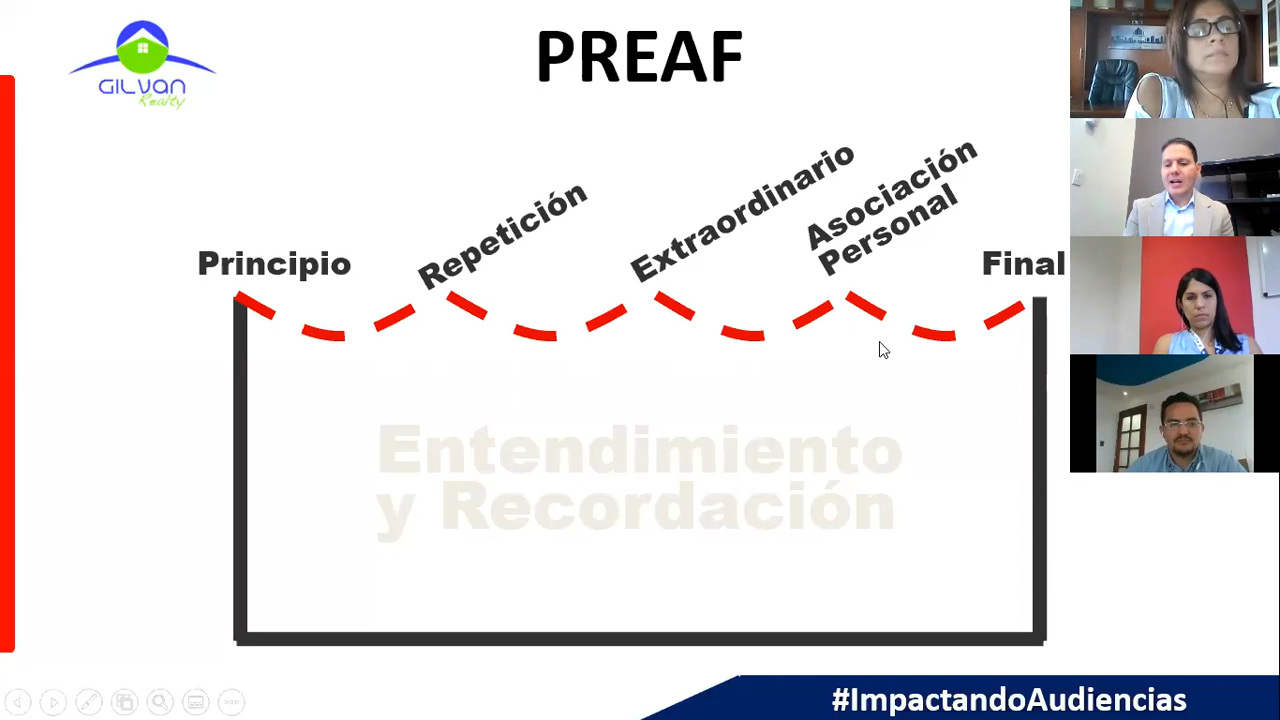 GILVAN
Realty
PREAF
Principio
Repetición
Extraordinario
Asociación
Personal
Final
Entendimiento
y Recordación
#ImpactandoAudiencias